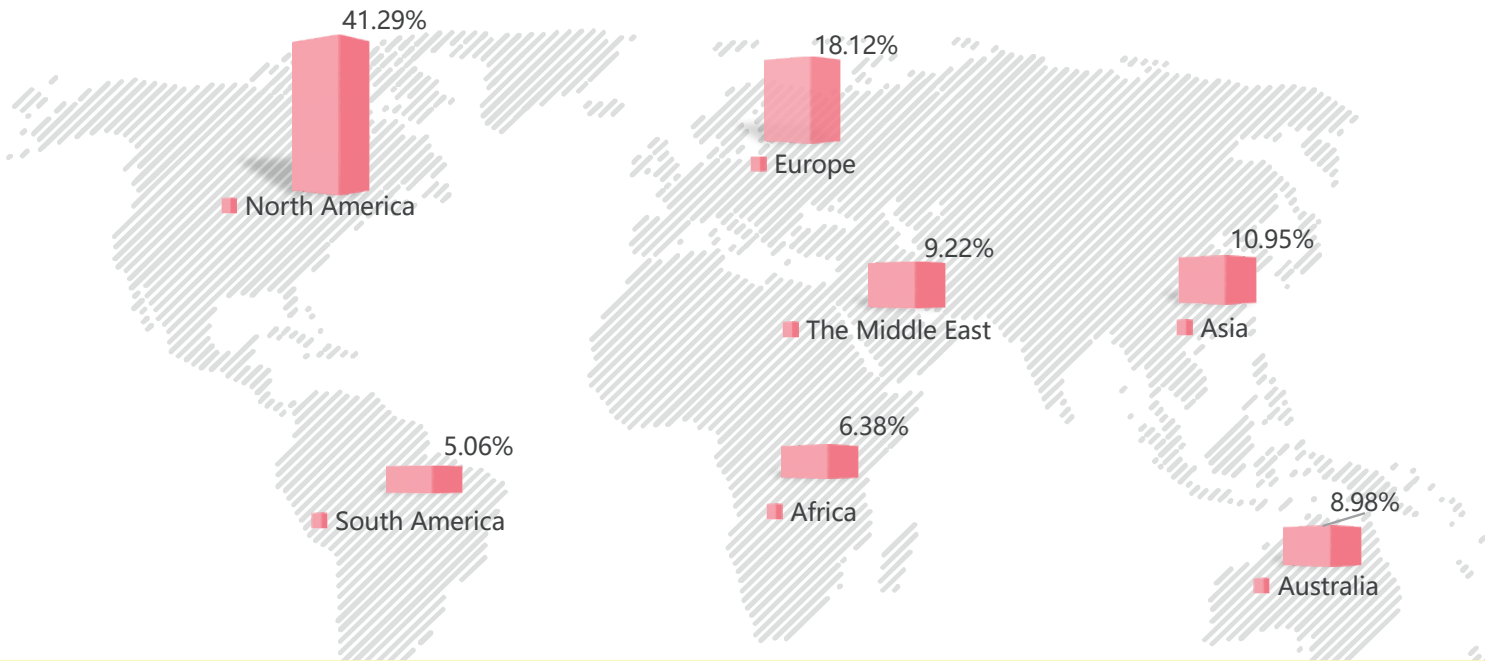 41.29%
18.12%
Europe
North America
10.95%
9.22%
Asia
The Middle East
6.38%
5.06%
8.98%
Africa
South America
Australia